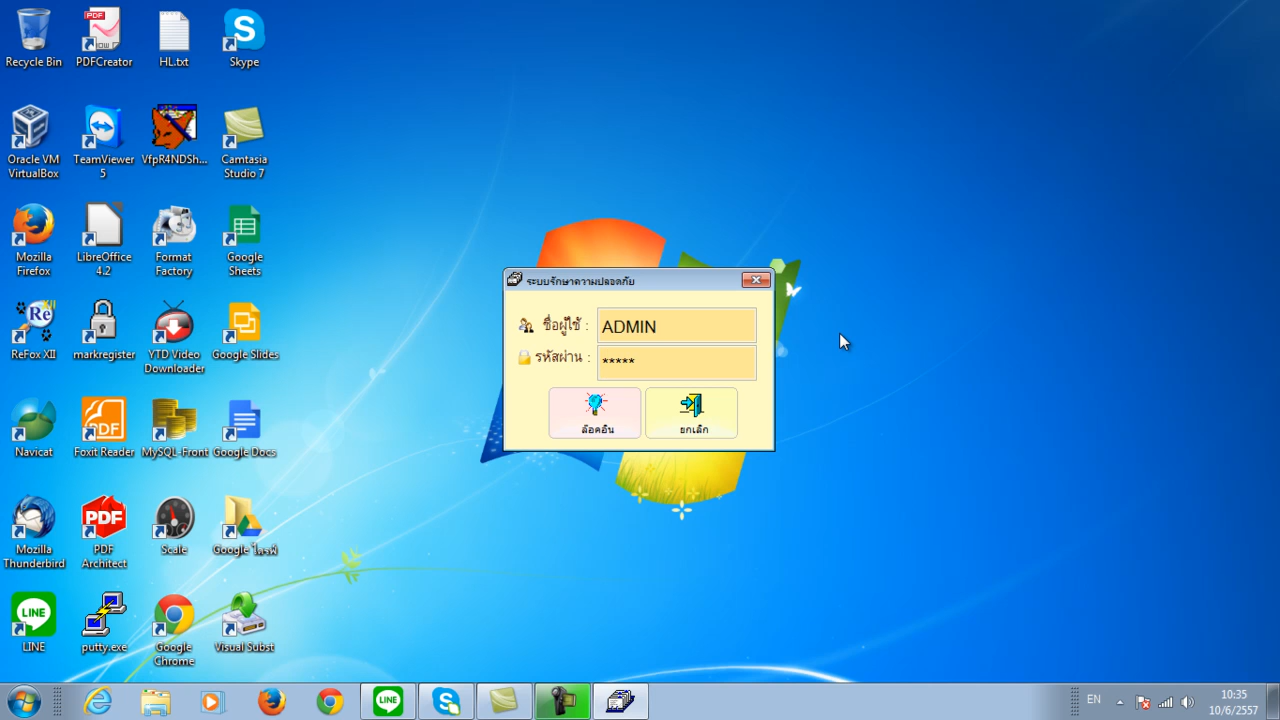 Recycle Bin
PDFCreator
HL.txt
Skype
Oracle VM VirtualBox
TeamViewer 5
VfpR4NDSh...
Camtasia Studio 7
Mozilla Firefox
LibreOffice 4.2
Format Factory
Google Sheets
ReFox XII
markregister
YTD Video Downloader
Google Slides
Navicat
Foxit Reader
MySQL-Front
Google Docs
Mozilla Thunderbird
PDF Architect
Scale
Google ไดรฟ์
LINE
putty.exe
Google Chrome
Visual Subst
ระบบรักษาความปลอดภัย
ชื่อผู้ใช้ : ADMIN
รหัสผ่าน : *****
ล๊อคอิน
ยกเลิก
EN
10:35
10/6/2557